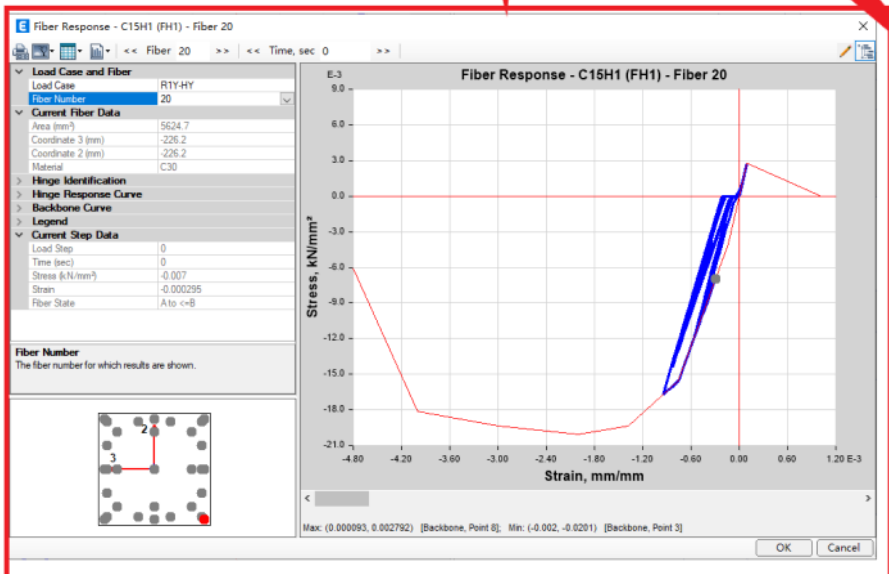 Fiber Response - C15H1 (FH1) - Fiber 20
<< Fiber 20 >> << Time, sec 0 >>
Load Case and Fiber
Load Case R1Y-HY
Fiber Number 20
Current Fiber Data
Area (mm²) 5624.7
Coordinate 3 (mm) -226.2
Coordinate 2 (mm) -226.2
Material C30
Hinge Identification
Hinge Response Curve
Backbone Curve
Legend
Current Step Data
Load Step 0
Time (sec) 0
Stress (kN/mm²) -0.007
Strain -0.000295
Fiber State A to <=B
Fiber Number
The fiber number for which results are shown.
2
3
Fiber Response - C15H1 (FH1) - Fiber 20
E-3
9.0
6.0
3.0
0.0
-3.0
-6.0
-9.0
-12.0
-15.0
-18.0
-21.0
Stress, kN/mm²
-4.80 -4.20 -3.60 -3.00 -2.40 -1.80 -1.20 -0.60 0.00 0.60 1.20 E-3
Strain, mm/mm
Max: (0.000093, 0.002792) [Backbone, Point 8]; Min: (-0.002, -0.0201) [Backbone, Point 3]
OK Cancel